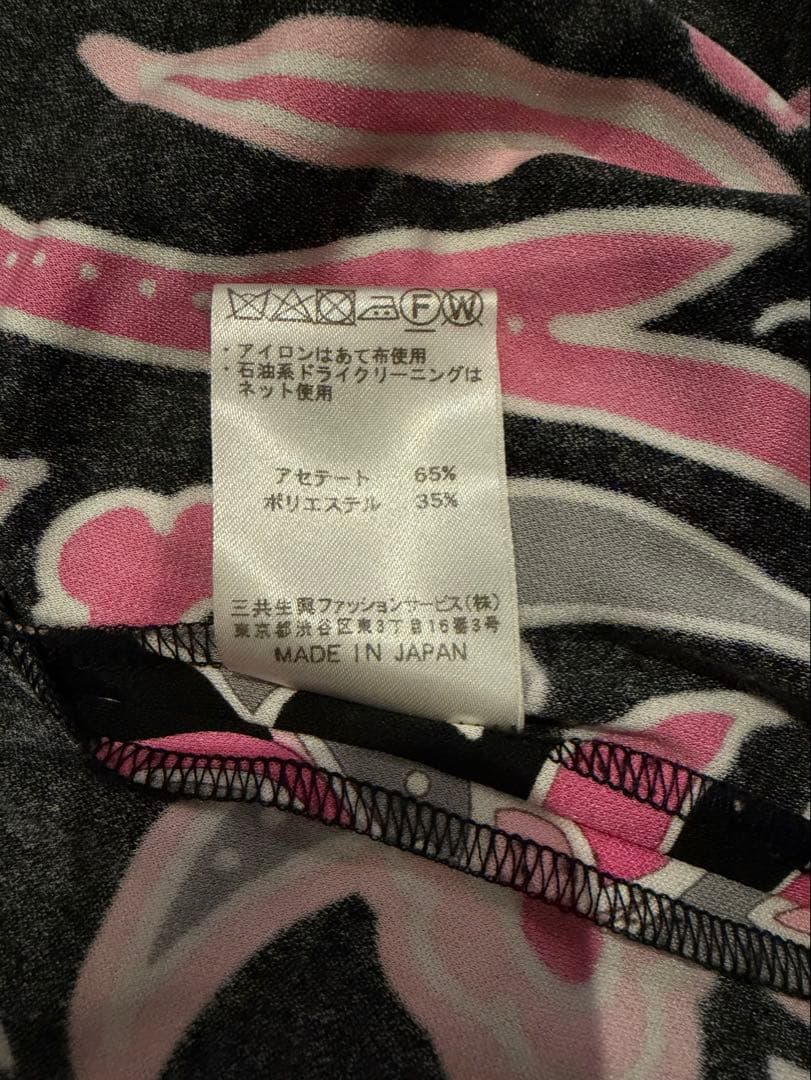 F W
・アイロンはあて布使用
・石油系ドライクリーニングは
ネット使用
アセテート 65%
ポリエステル 35%
三共生興ファッションサービス(株)
東京都渋谷区東3丁目16番3号
MADE IN JAPAN